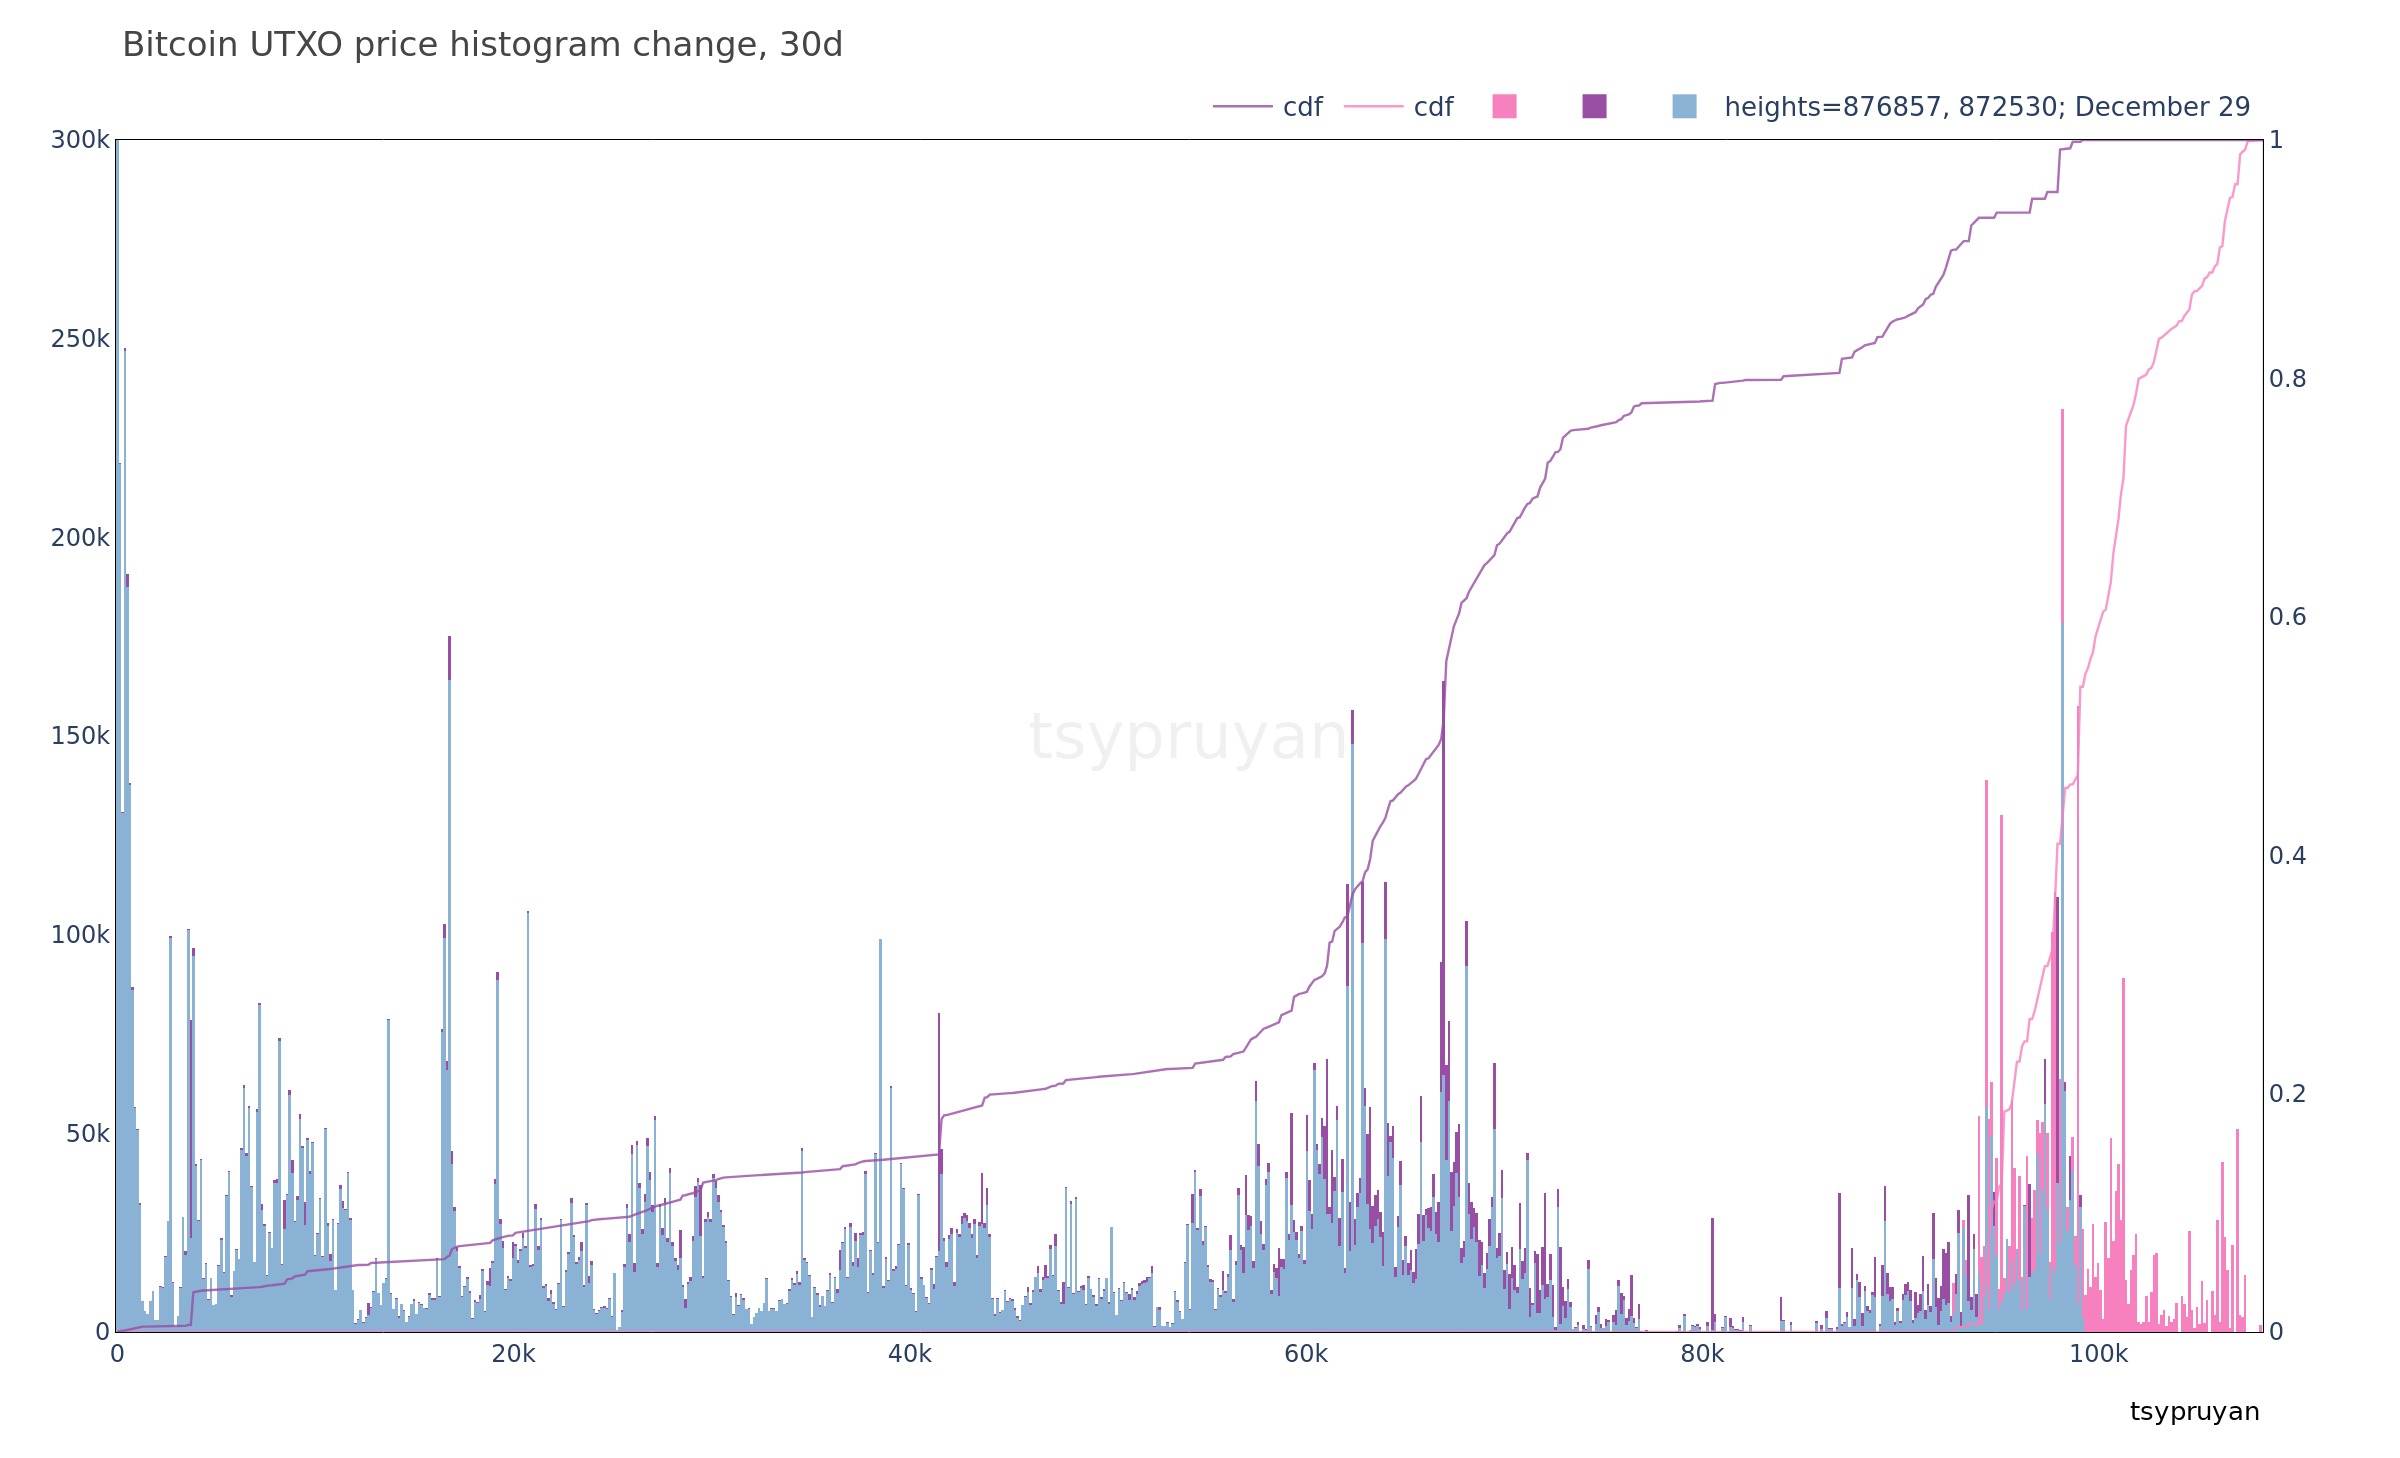 Bitcoin UTXO price histogram change, 30d
cdf cdf heights=876857, 872530; December 29
300k 1
250k
0.8
200k
0.6
150k
tsypruyan
0.4
100k
0.2
50k
0 0
0 20k 40k 60k 80k 100k
tsypruyan